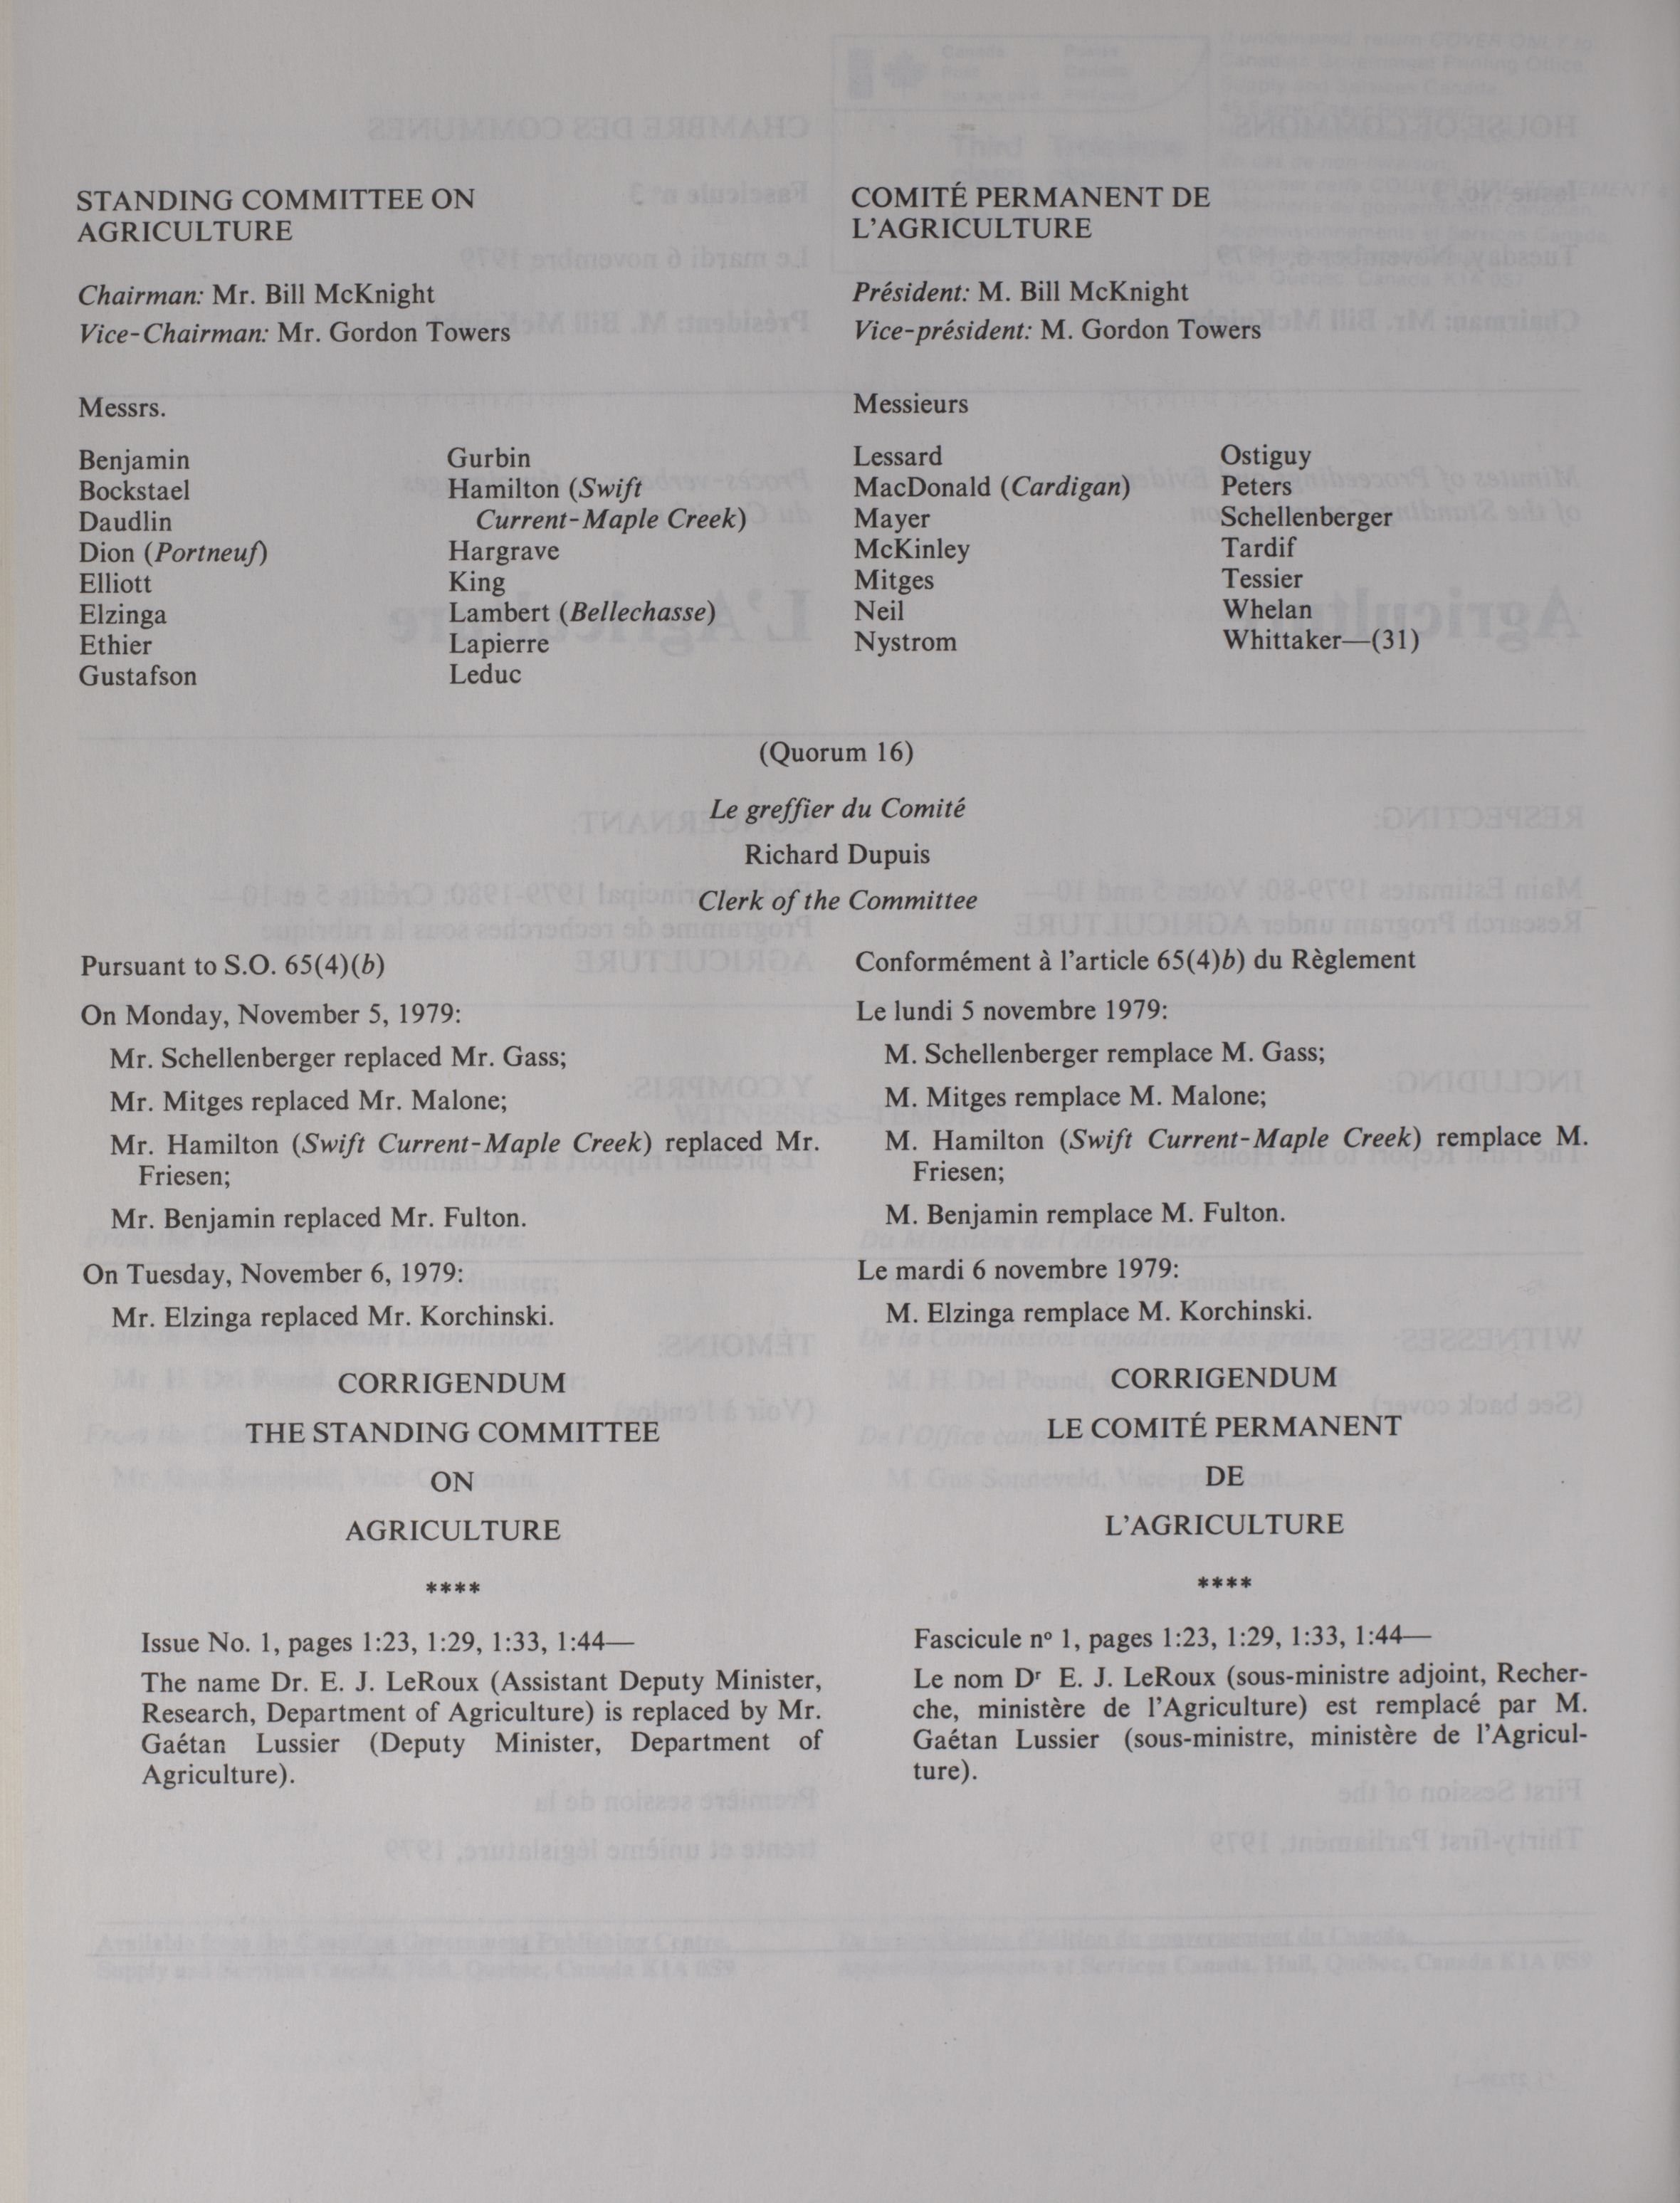 STANDING COMMITTEE ON
AGRICULTURE
Chairman: Mr. Bill McKnight
Vice-Chairman: Mr. Gordon Towers
Messrs.
Benjamin
Bockstael
Daudlin
Dion (Portneuf)
Elliott
Elzinga
Ethier
Gustafson
Gurbin
Hamilton (Swift
Current-Maple Creek)
Hargrave
King
Lambert (Bellechasse)
Lapierre
Leduc
COMITÉ PERMANENT DE
L'AGRICULTURE
Président: M. Bill McKnight
Vice-président: M. Gordon Towers
Messieurs
Lessard
MacDonald (Cardigan)
Mayer
McKinley
Mitges
Neil
Nystrom
Ostiguy
Peters
Schellenberger
Tardif
Tessier
Whelan
Whittaker—(31)
(Quorum 16)
Le greffier du Comité
Richard Dupuis
Clerk of the Committee
Pursuant to S.O. 65(4)(b)
On Monday, November 5, 1979:
Mr. Schellenberger replaced Mr. Gass;
Mr. Mitges replaced Mr. Malone;
Mr. Hamilton (Swift Current-Maple Creek) replaced Mr.
Friesen;
Mr. Benjamin replaced Mr. Fulton.
On Tuesday, November 6, 1979:
Mr. Elzinga replaced Mr. Korchinski.
CORRIGENDUM
THE STANDING COMMITTEE
ON
AGRICULTURE
****
Issue No. 1, pages 1:23, 1:29, 1:33, 1:44—
The name Dr. E. J. LeRoux (Assistant Deputy Minister,
Research, Department of Agriculture) is replaced by Mr.
Gaétan Lussier (Deputy Minister, Department of
Agriculture).
Conformément à l'article 65(4)b) du Règlement
Le lundi 5 novembre 1979:
M. Schellenberger remplace M. Gass;
M. Mitges remplace M. Malone;
M. Hamilton (Swift Current-Maple Creek) remplace M.
Friesen;
M. Benjamin remplace M. Fulton.
Le mardi 6 novembre 1979:
M. Elzinga remplace M. Korchinski.
CORRIGENDUM
LE COMITÉ PERMANENT
DE
L'AGRICULTURE
****
Fascicule nº 1, pages 1:23, 1:29, 1:33, 1:44—
Le nom Dʳ E. J. LeRoux (sous-ministre adjoint, Recher-
che, ministère de l'Agriculture) est remplacé par M.
Gaétan Lussier (sous-ministre, ministère de l'Agricul-
ture).